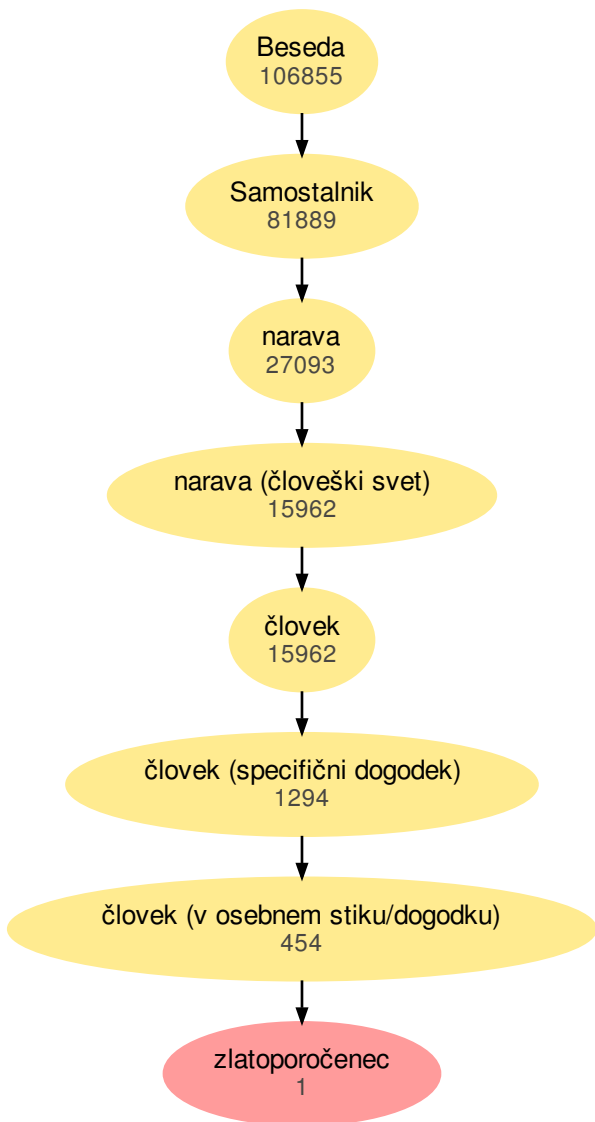 Beseda
106855
Samostalnik
81889
narava
27093
narava (človeški svet)
15962
človek
15962
človek (specifični dogodek)
1294
človek (v osebnem stiku/dogodku)
454
zlatoporočenec
1